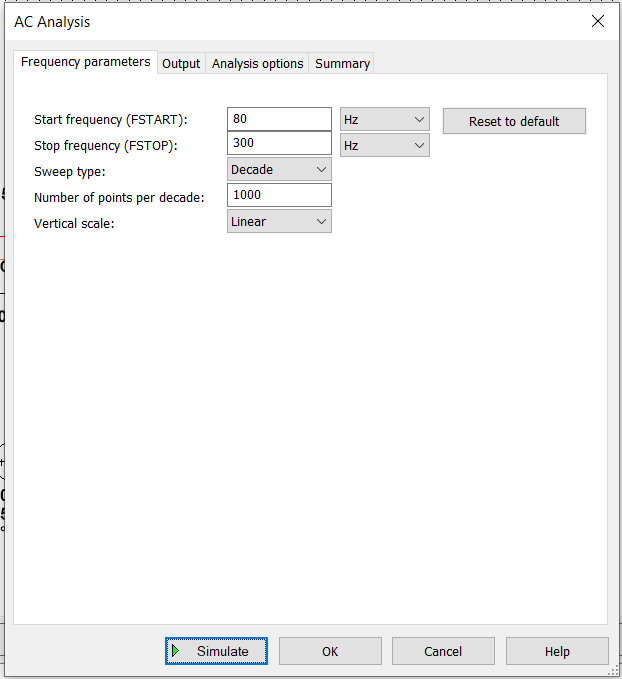 AC Analysis
Frequency parameters Output Analysis options Summary
Start frequency (FSTART): 80 Hz Reset to default
Stop frequency (FSTOP): 300 Hz
Sweep type: Decade
Number of points per decade: 1000
Vertical scale: Linear
Simulate OK Cancel Help